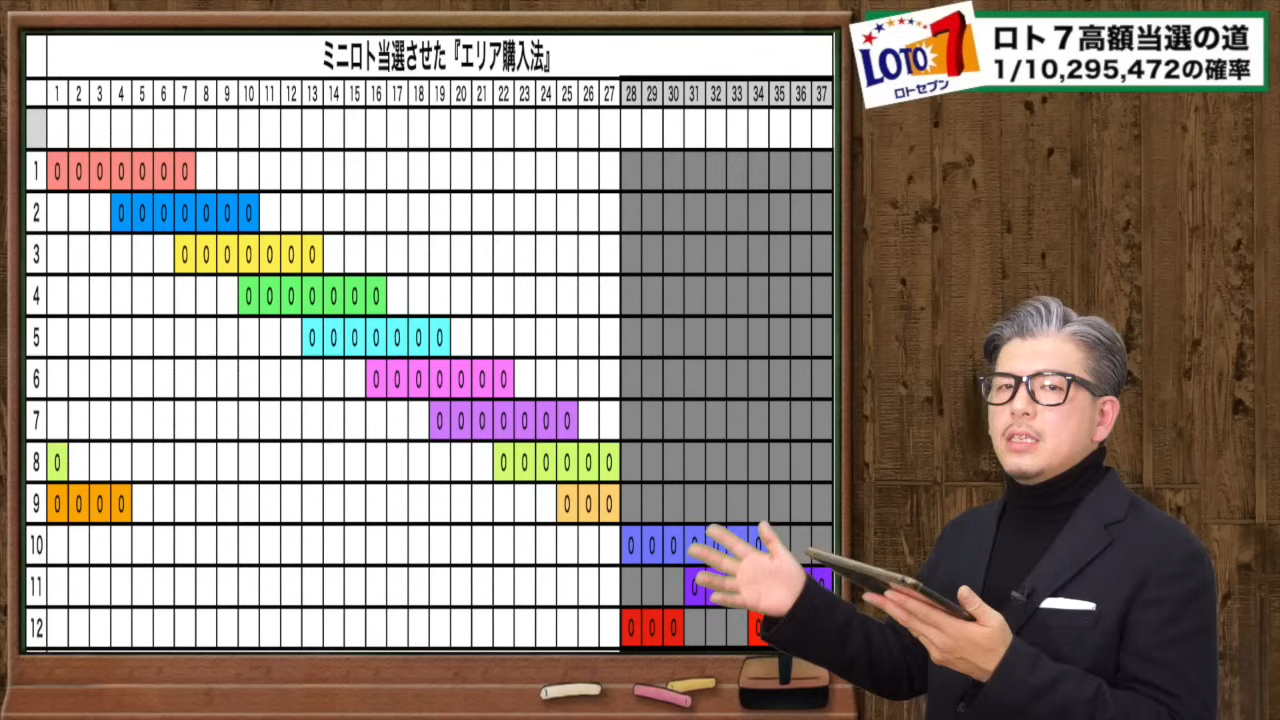 ミニロト当選させた『エリア購入法』
1 2 3 4 5 6 7 8 9 10 11 12 13 14 15 16 17 18 19 20 21 22 23 24 25 26 27 28 29 30 31 32 33 34 35 36 37
1 0 0 0 0 0 0 0
2 0 0 0 0 0 0 0
3 0 0 0 0 0 0 0
4 0 0 0 0 0 0 0
5 0 0 0 0 0 0 0
6 0 0 0 0 0 0 0
7 0 0 0 0 0 0 0
8 0 0 0 0 0 0 0
9 0 0 0 0 0 0 0
10 0 0 0 0 0 0 0
11 0 0
12 0 0 0 0
LOTO 7
ロトセブン
ロト7高額当選の道
1/10,295,472の確率